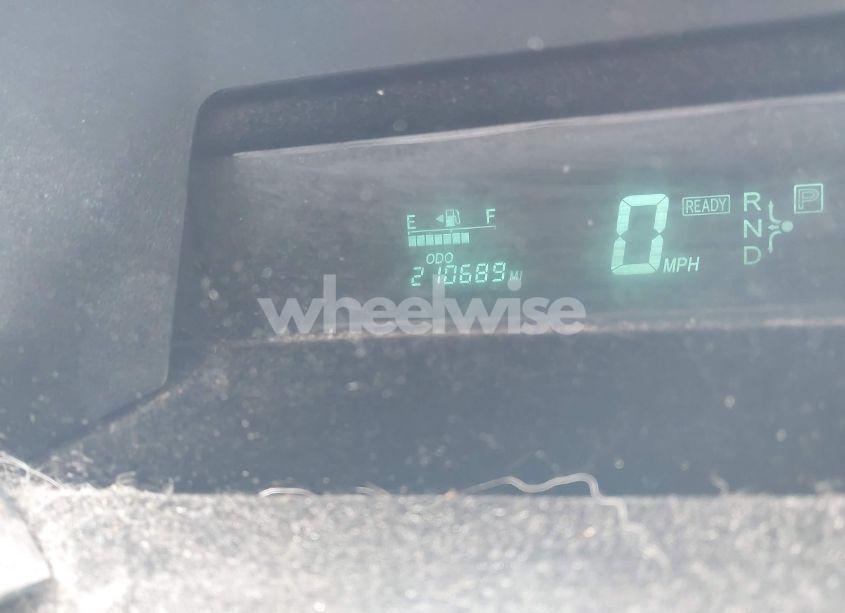 E F
ODO
210689 MI
0 MPH
READY
R
N
D
P
wheelwise